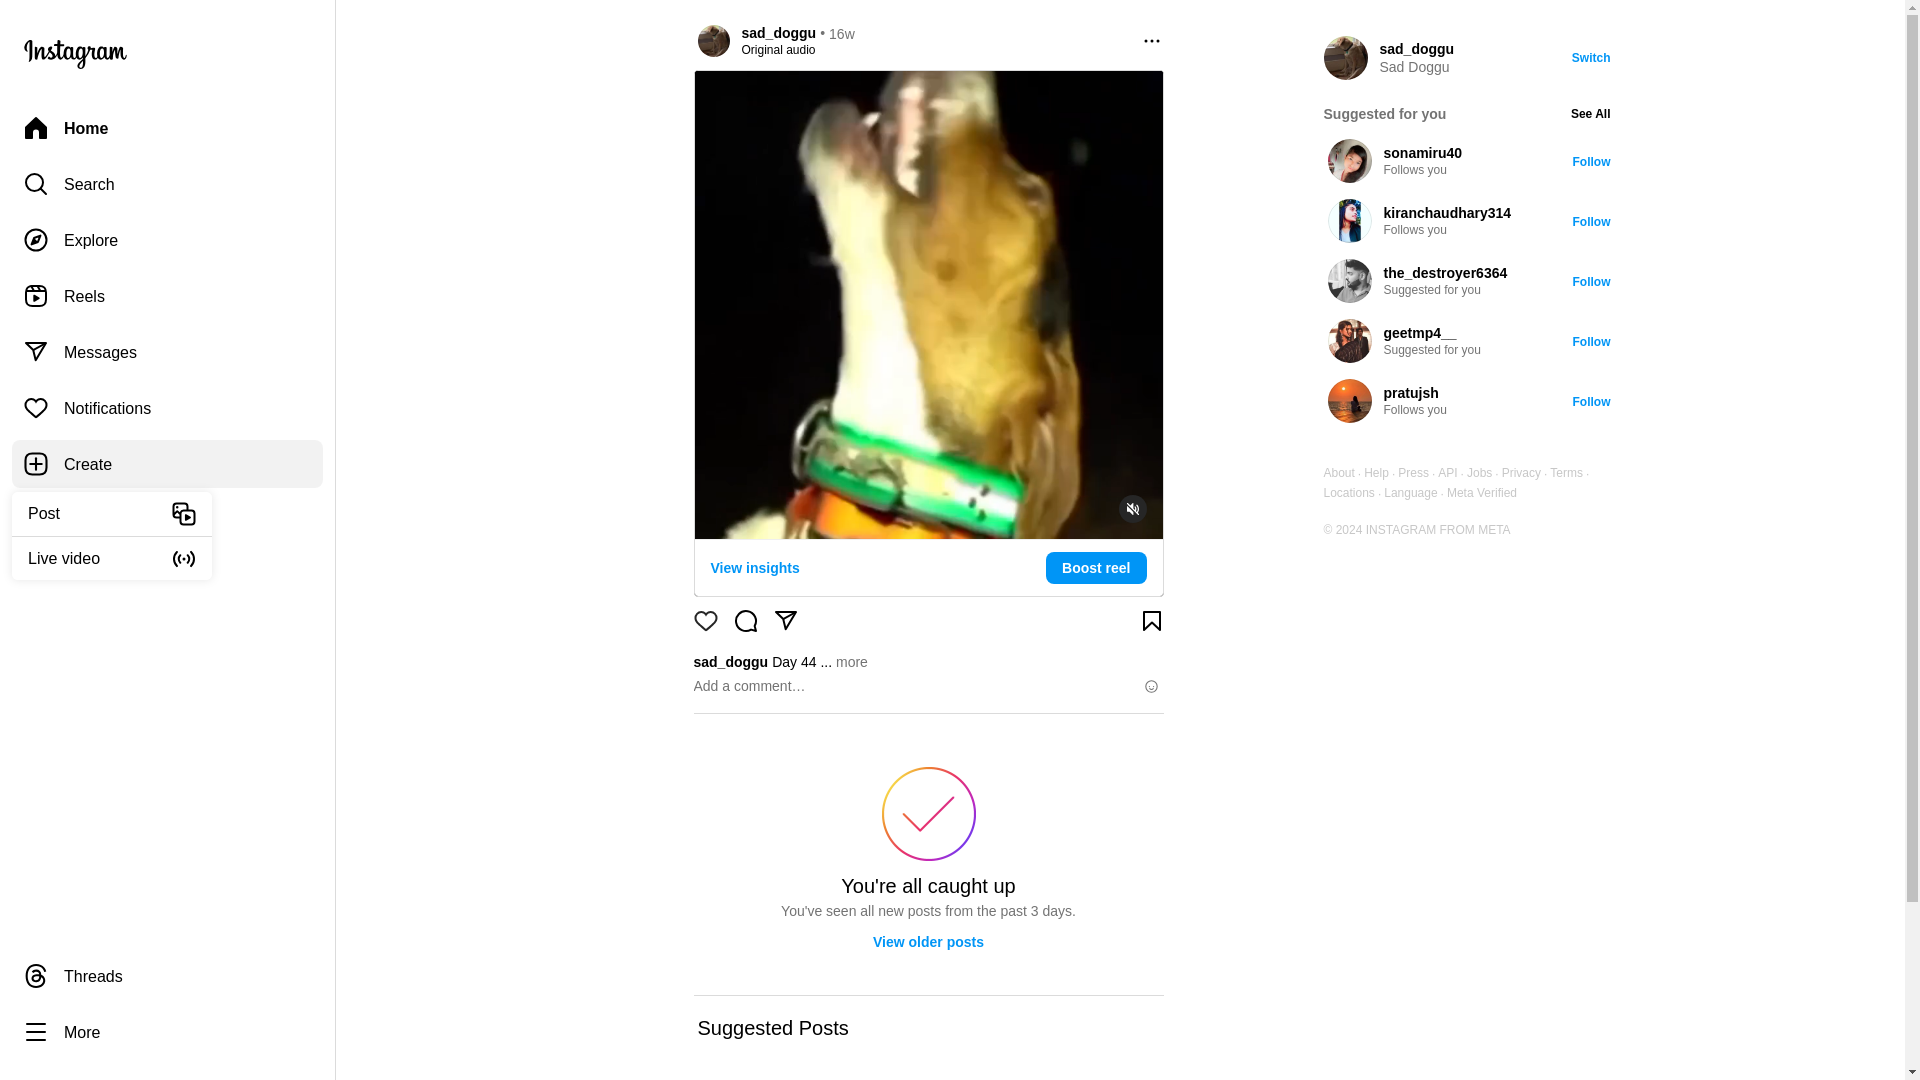 Instagram
Home
Search
Explore
Reels
Messages
Notifications
Create
Post
Live video
Threads
More
sad_doggu • 16w
Original audio
View insights
Boost reel
sad_doggu Day 44 ... more
Add a comment…
You're all caught up
You've seen all new posts from the past 3 days.
View older posts
Suggested Posts
sad_doggu
Sad Doggu
Switch
Suggested for you
See All
sonamiru40
Follows you
Follow
kiranchaudhary314
Follows you
Follow
the_destroyer6364
Suggested for you
Follow
geetmp4__
Suggested for you
Follow
pratujsh
Follows you
Follow
About · Help · Press · API · Jobs · Privacy · Terms ·
Locations · Language · Meta Verified
© 2024 INSTAGRAM FROM META